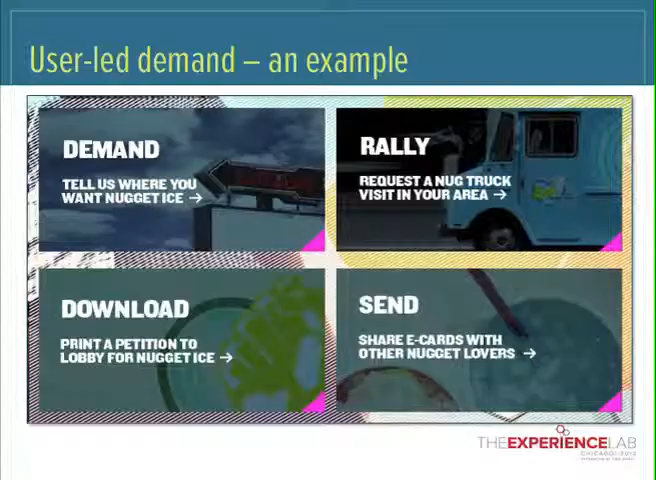 User-led demand – an example
DEMAND
TELL US WHERE YOU
WANT NUGGET ICE →
RALLY
REQUEST A NUG TRUCK
VISIT IN YOUR AREA →
DOWNLOAD
PRINT A PETITION TO
LOBBY FOR NUGGET ICE →
SEND
SHARE E-CARDS WITH
OTHER NUGGET LOVERS →
THEEXPERIENCELAB
CHICAGO! 2012